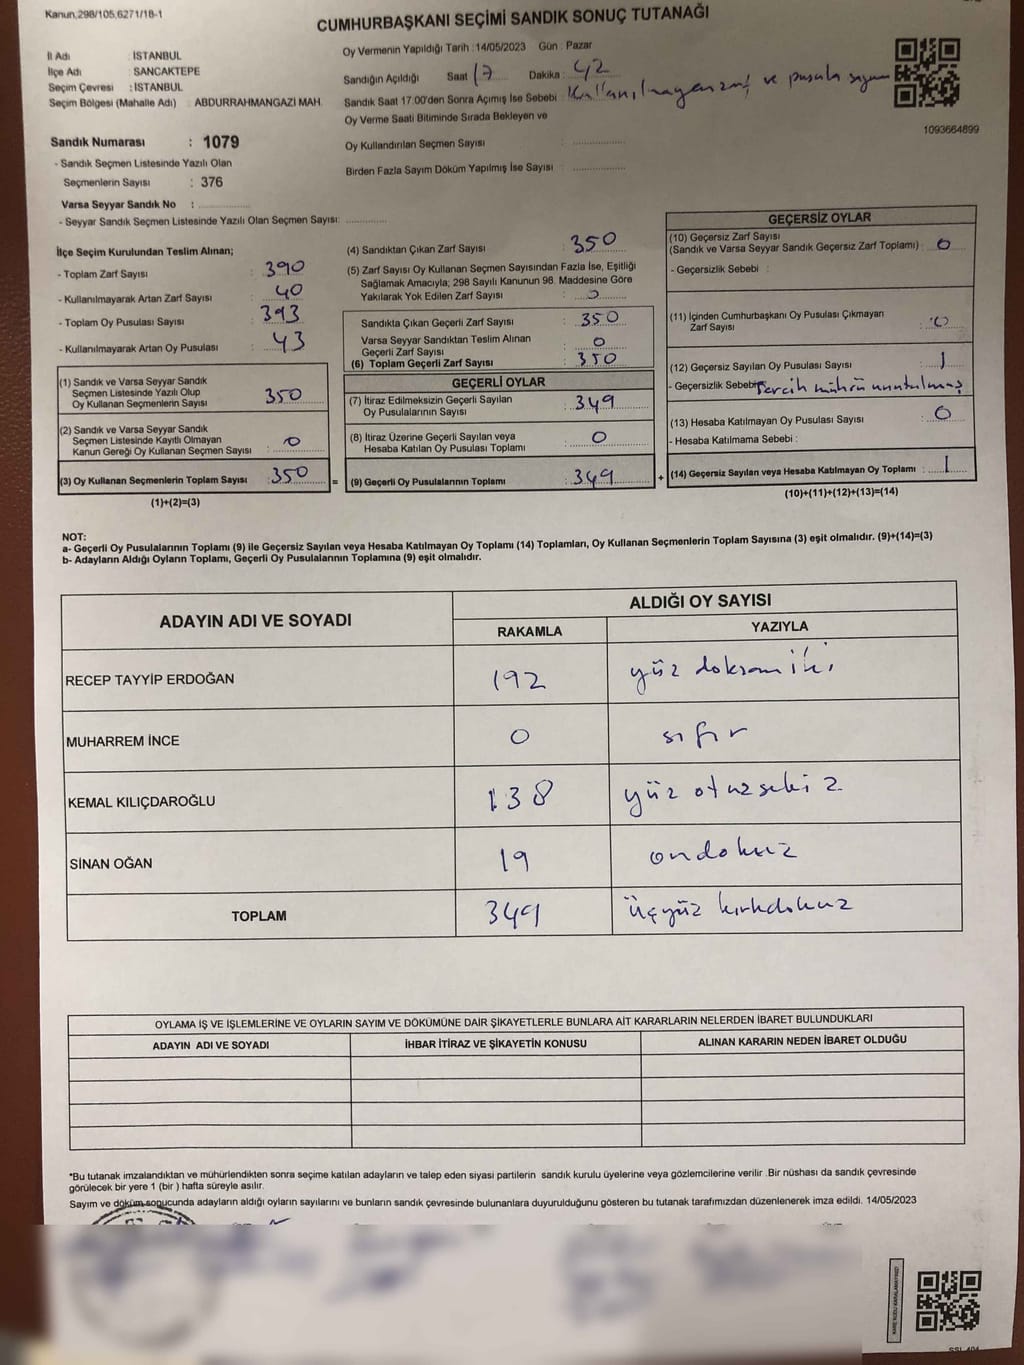 Kanun,298/105,6271/18-1
CUMHURBAŞKANI SEÇİMİ SANDIK SONUÇ TUTANAĞI
İl Adı : İSTANBUL
İlçe Adı : SANCAKTEPE
Seçim Çevresi : İSTANBUL
Seçim Bölgesi (Mahalle Adı) : ABDURRAHMANGAZİ MAH.
Oy Vermenin Yapıldığı Tarih : 14/05/2023 Gün : Pazar
Sandığın Açıldığı Saat 17 Dakika : 42
Sandık Saat 17.00'den Sonra Açımış İse Sebebi : Kullanılmayan zarf ve pusula sayımı
Oy Verme Saati Bitiminde Sırada Bekleyen ve
Oy Kullandırılan Seçmen Sayısı : ..............
Birden Fazla Sayım Döküm Yapılmış İse Sayısı : ..............
1093664899
Sandık Numarası : 1079
- Sandık Seçmen Listesinde Yazılı Olan
Seçmenlerin Sayısı : 376
Varsa Seyyar Sandık No : ..............
- Seyyar Sandık Seçmen Listesinde Yazılı Olan Seçmen Sayısı: ...........
İlçe Seçim Kurulundan Teslim Alınan;
- Toplam Zarf Sayısı : 390
- Kullanılmayarak Artan Zarf Sayısı : 40
- Toplam Oy Pusulası Sayısı : 393
- Kullanılmayarak Artan Oy Pusulası : 43
(1) Sandık ve Varsa Seyyar Sandık
Seçmen Listesinde Yazılı Olup
Oy Kullanan Seçmenlerin Sayısı : 350
(2) Sandık ve Varsa Seyyar Sandık
Seçmen Listesinde Kayıtlı Olmayan
Kanun Gereği Oy Kullanan Seçmen Sayısı : 0
(3) Oy Kullanan Seçmenlerin Toplam Sayısı : 350
(1)+(2)=(3)
(4) Sandıktan Çıkan Zarf Sayısı : 350
(5) Zarf Sayısı Oy Kullanan Seçmen Sayısından Fazla İse, Eşitliği
Sağlamak Amacıyla; 298 Sayılı Kanunun 98. Maddesine Göre
Yakılarak Yok Edilen Zarf Sayısı : 0
Sandıkta Çıkan Geçerli Zarf Sayısı : 350
Varsa Seyyar Sandıktan Teslim Alınan
Geçerli Zarf Sayısı : 0
(6) Toplam Geçerli Zarf Sayısı : 350
GEÇERLİ OYLAR
(7) İtiraz Edilmeksizin Geçerli Sayılan
Oy Pusulalarının Sayısı : 349
(8) İtiraz Üzerine Geçerli Sayılan veya
Hesaba Katılan Oy Pusulası Toplamı : 0
= (9) Geçerli Oy Pusulalarının Toplamı : 349 +
GEÇERSİZ OYLAR
(10) Geçersiz Zarf Sayısı
(Sandık ve Varsa Seyyar Sandık Geçersiz Zarf Toplamı) : 0
- Geçersizlik Sebebi :
(11) İçinden Cumhurbaşkanı Oy Pusulası Çıkmayan
Zarf Sayısı : 0
(12) Geçersiz Sayılan Oy Pusulası Sayısı : 1
- Geçersizlik Sebebi Tercih mührü unutulmuş
(13) Hesaba Katılmayan Oy Pusulası Sayısı : 0
- Hesaba Katılmama Sebebi :
(14) Geçersiz Sayılan veya Hesaba Katılmayan Oy Toplamı : 1
(10)+(11)+(12)+(13)=(14)
NOT:
a- Geçerli Oy Pusulalarının Toplamı (9) ile Geçersiz Sayılan veya Hesaba Katılmayan Oy Toplamı (14) Toplamları, Oy Kullanan Seçmenlerin Toplam Sayısına (3) eşit olmalıdır. (9)+(14)=(3)
b- Adayların Aldığı Oyların Toplamı, Geçerli Oy Pusulalarının Toplamına (9) eşit olmalıdır.
ADAYIN ADI VE SOYADI ALDIĞI OY SAYISI
RAKAMLA YAZIYLA
RECEP TAYYİP ERDOĞAN 192 yüz doksan iki
MUHARREM İNCE 0 sıfır
KEMAL KILIÇDAROĞLU 138 yüz otuzsekiz
SİNAN OĞAN 19 ondokuz
TOPLAM 349 üçyüz kırkdokuz
OYLAMA İŞ VE İŞLEMLERİNE VE OYLARIN SAYIM VE DÖKÜMÜNE DAİR ŞİKAYETLERLE BUNLARA AİT KARARLARIN NELERDEN İBARET BULUNDUKLARI
ADAYIN ADI VE SOYADI İHBAR İTİRAZ VE ŞİKAYETİN KONUSU ALINAN KARARIN NEDEN İBARET OLDUĞU
*Bu tutanak imzalandıktan ve mühürlendikten sonra seçime katılan adayların ve talep eden siyasi partilerin sandık kurulu üyelerine veya gözlemcilerine verilir .Bir nüshası da sandık çevresinde
görülecek bir yere 1 (bir ) hafta süreyle asılır.
Sayım ve döküm sonucunda adayların aldığı oyların sayılarını ve bunların sandık çevresinde bulunanlara duyurulduğunu gösteren bu tutanak tarafımızdan düzenlenerek imza edildi. 14/05/2023